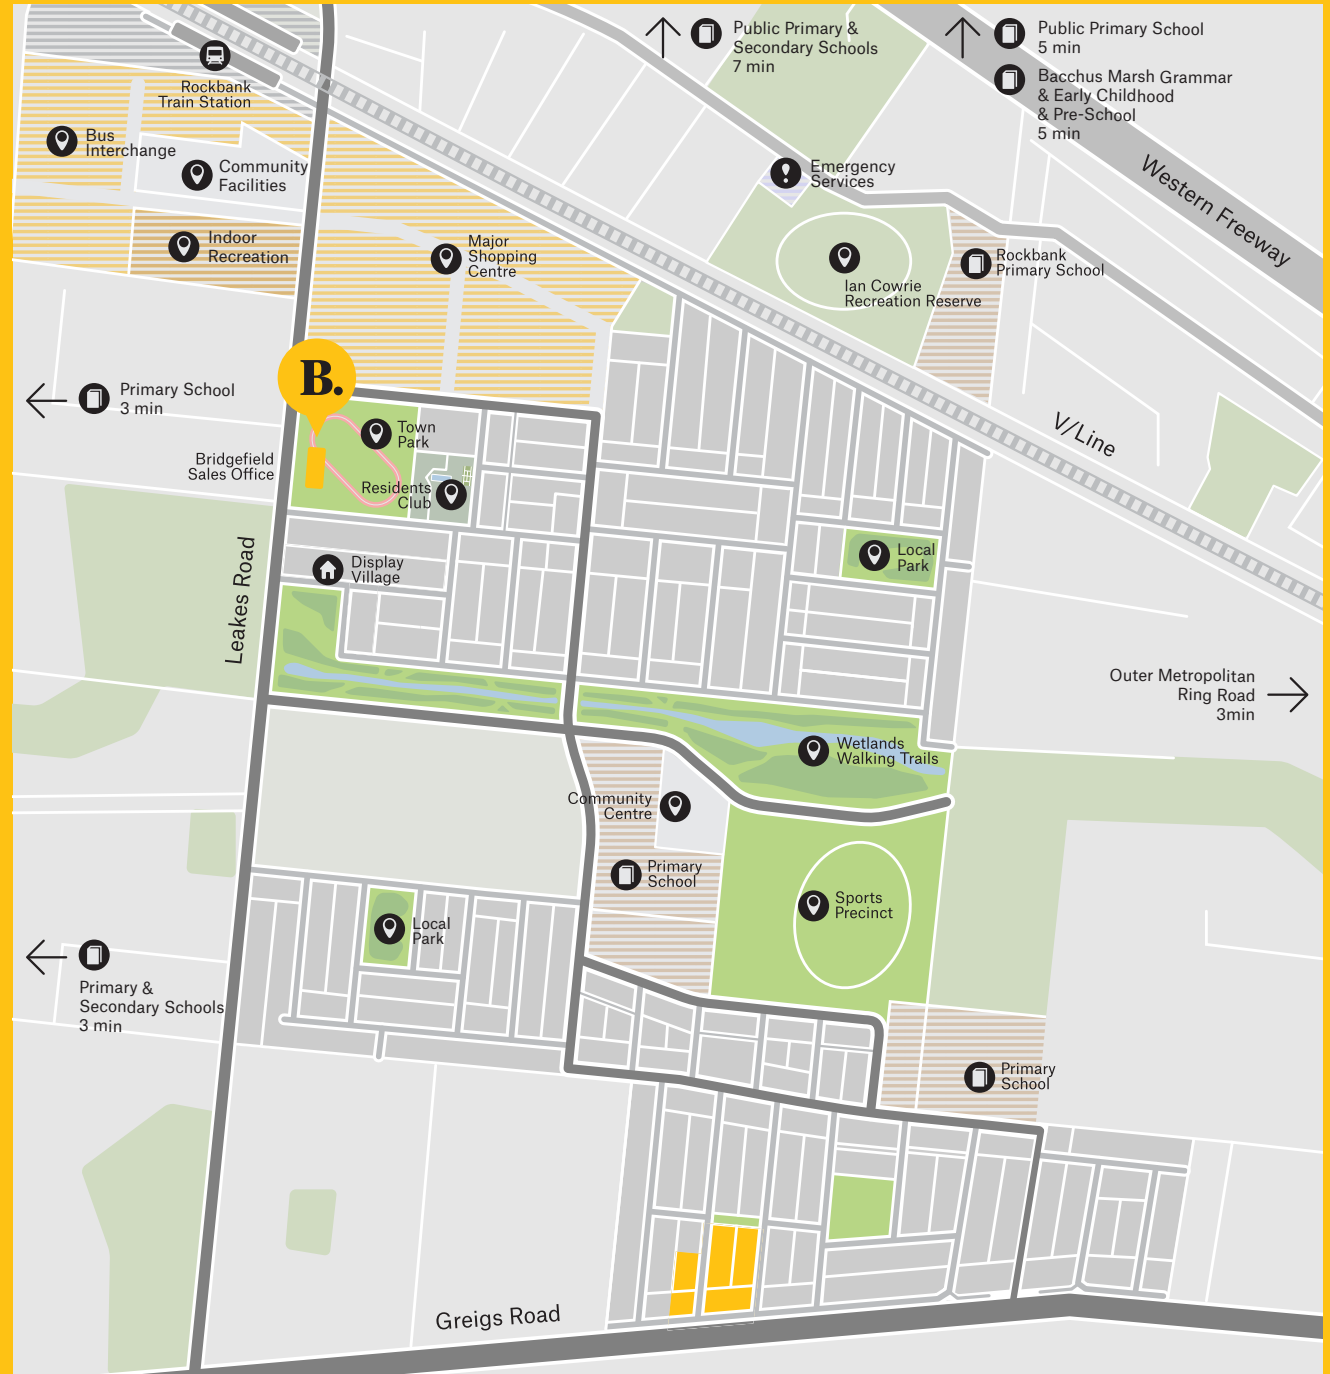 Public Primary &
Secondary Schools
7 min
Public Primary School
5 min
Bacchus Marsh Grammar
& Early Childhood
& Pre-School
5 min
Rockbank
Train Station
Bus
Interchange
Community
Facilities
Emergency
Services
Western Freeway
Indoor
Recreation
Major
Shopping
Centre
Rockbank
Primary School
Ian Cowrie
Recreation Reserve
B.
Primary School
3 min
Town
Park
V/Line
Bridgefield
Sales Office
Residents
Club
Leakes Road
Display
Village
Local
Park
Outer Metropolitan
Ring Road
3min
Wetlands
Walking Trails
Community
Centre
Primary
School
Sports
Precinct
Local
Park
Primary &
Secondary Schools
3 min
Primary
School
Greigs Road